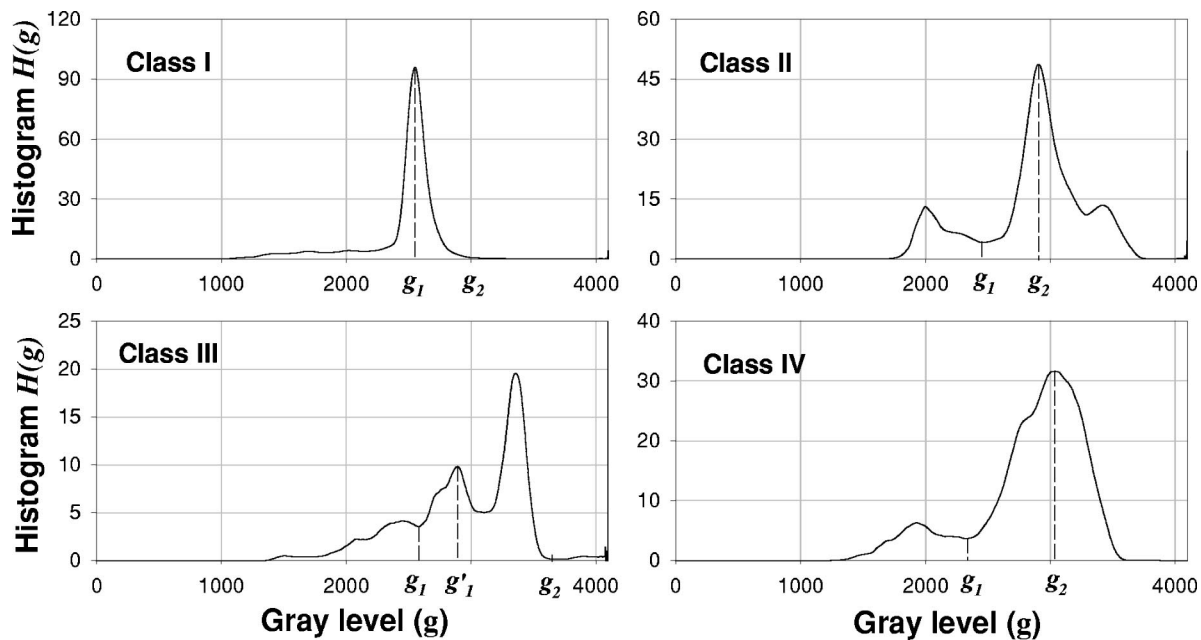 Histogram H(g)
120
90
60
30
0
Class I
0 1000 2000 g1 g2 4000
60
45
30
15
0
Class II
0 1000 2000 g1 g2 4000
Histogram H(g)
25
20
15
10
5
0
Class III
0 1000 2000 g1 g'1 g2 4000
Gray level (g)
40
30
20
10
0
Class IV
0 1000 2000 g1 g2 4000
Gray level (g)